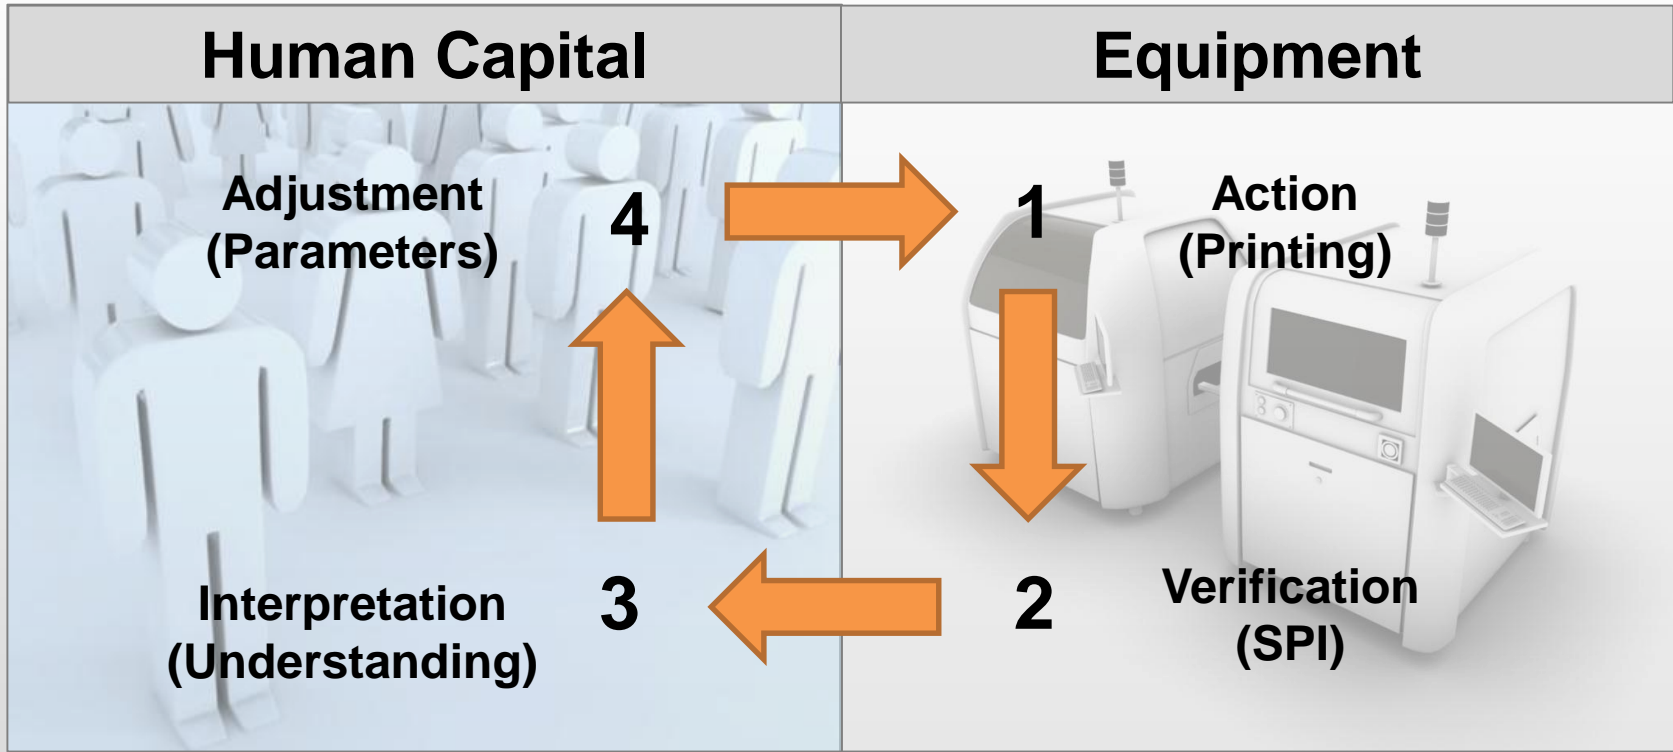 Human Capital
Equipment
Adjustment
(Parameters)
4
1
Action
(Printing)
Interpretation
(Understanding)
3
2
Verification
(SPI)